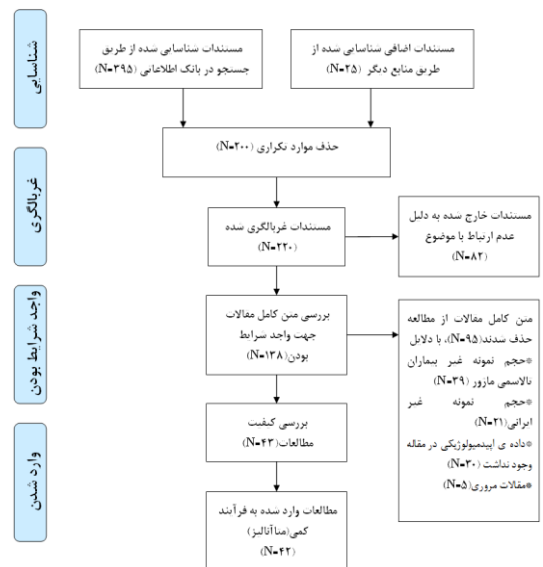 شناسایی
مستندات شناسایی شده از طریق
جستجو در بانک اطلاعاتی (N=۳۹۵)
مستندات اضافی شناسایی شده از
طریق منابع دیگر (N=۲۵)
حذف موارد تکراری (N=۲۰۰)
غربالگری
مستندات غربالگری شده
(N=۲۲۰)
مستندات خارج شده به دلیل
عدم ارتباط با موضوع
(N=۸۲)
واجد شرایط بودن
بررسی متن کامل مقالات
جهت واجد شرایط
بودن(N=۱۳۸)
متن کامل مقالات از مطالعه
حذف شدند(N=۹۵)، با دلایل
*حجم نمونه غیر بیماران
تالاسمی ماژور (N=۳۹)
*حجم نمونه غیر
ایرانی(N=۲۱)
*داده ی اپیدمیولوژیکی در مقاله
وجود نداشت (N=۳۰)
*مقالات مروری(N=۵)
وارد شدن
بررسی کیفیت
مطالعات(N=۴۳)
مطالعات وارد شده به فرآیند
کمی(متاآنالیز)
(N=۴۲)